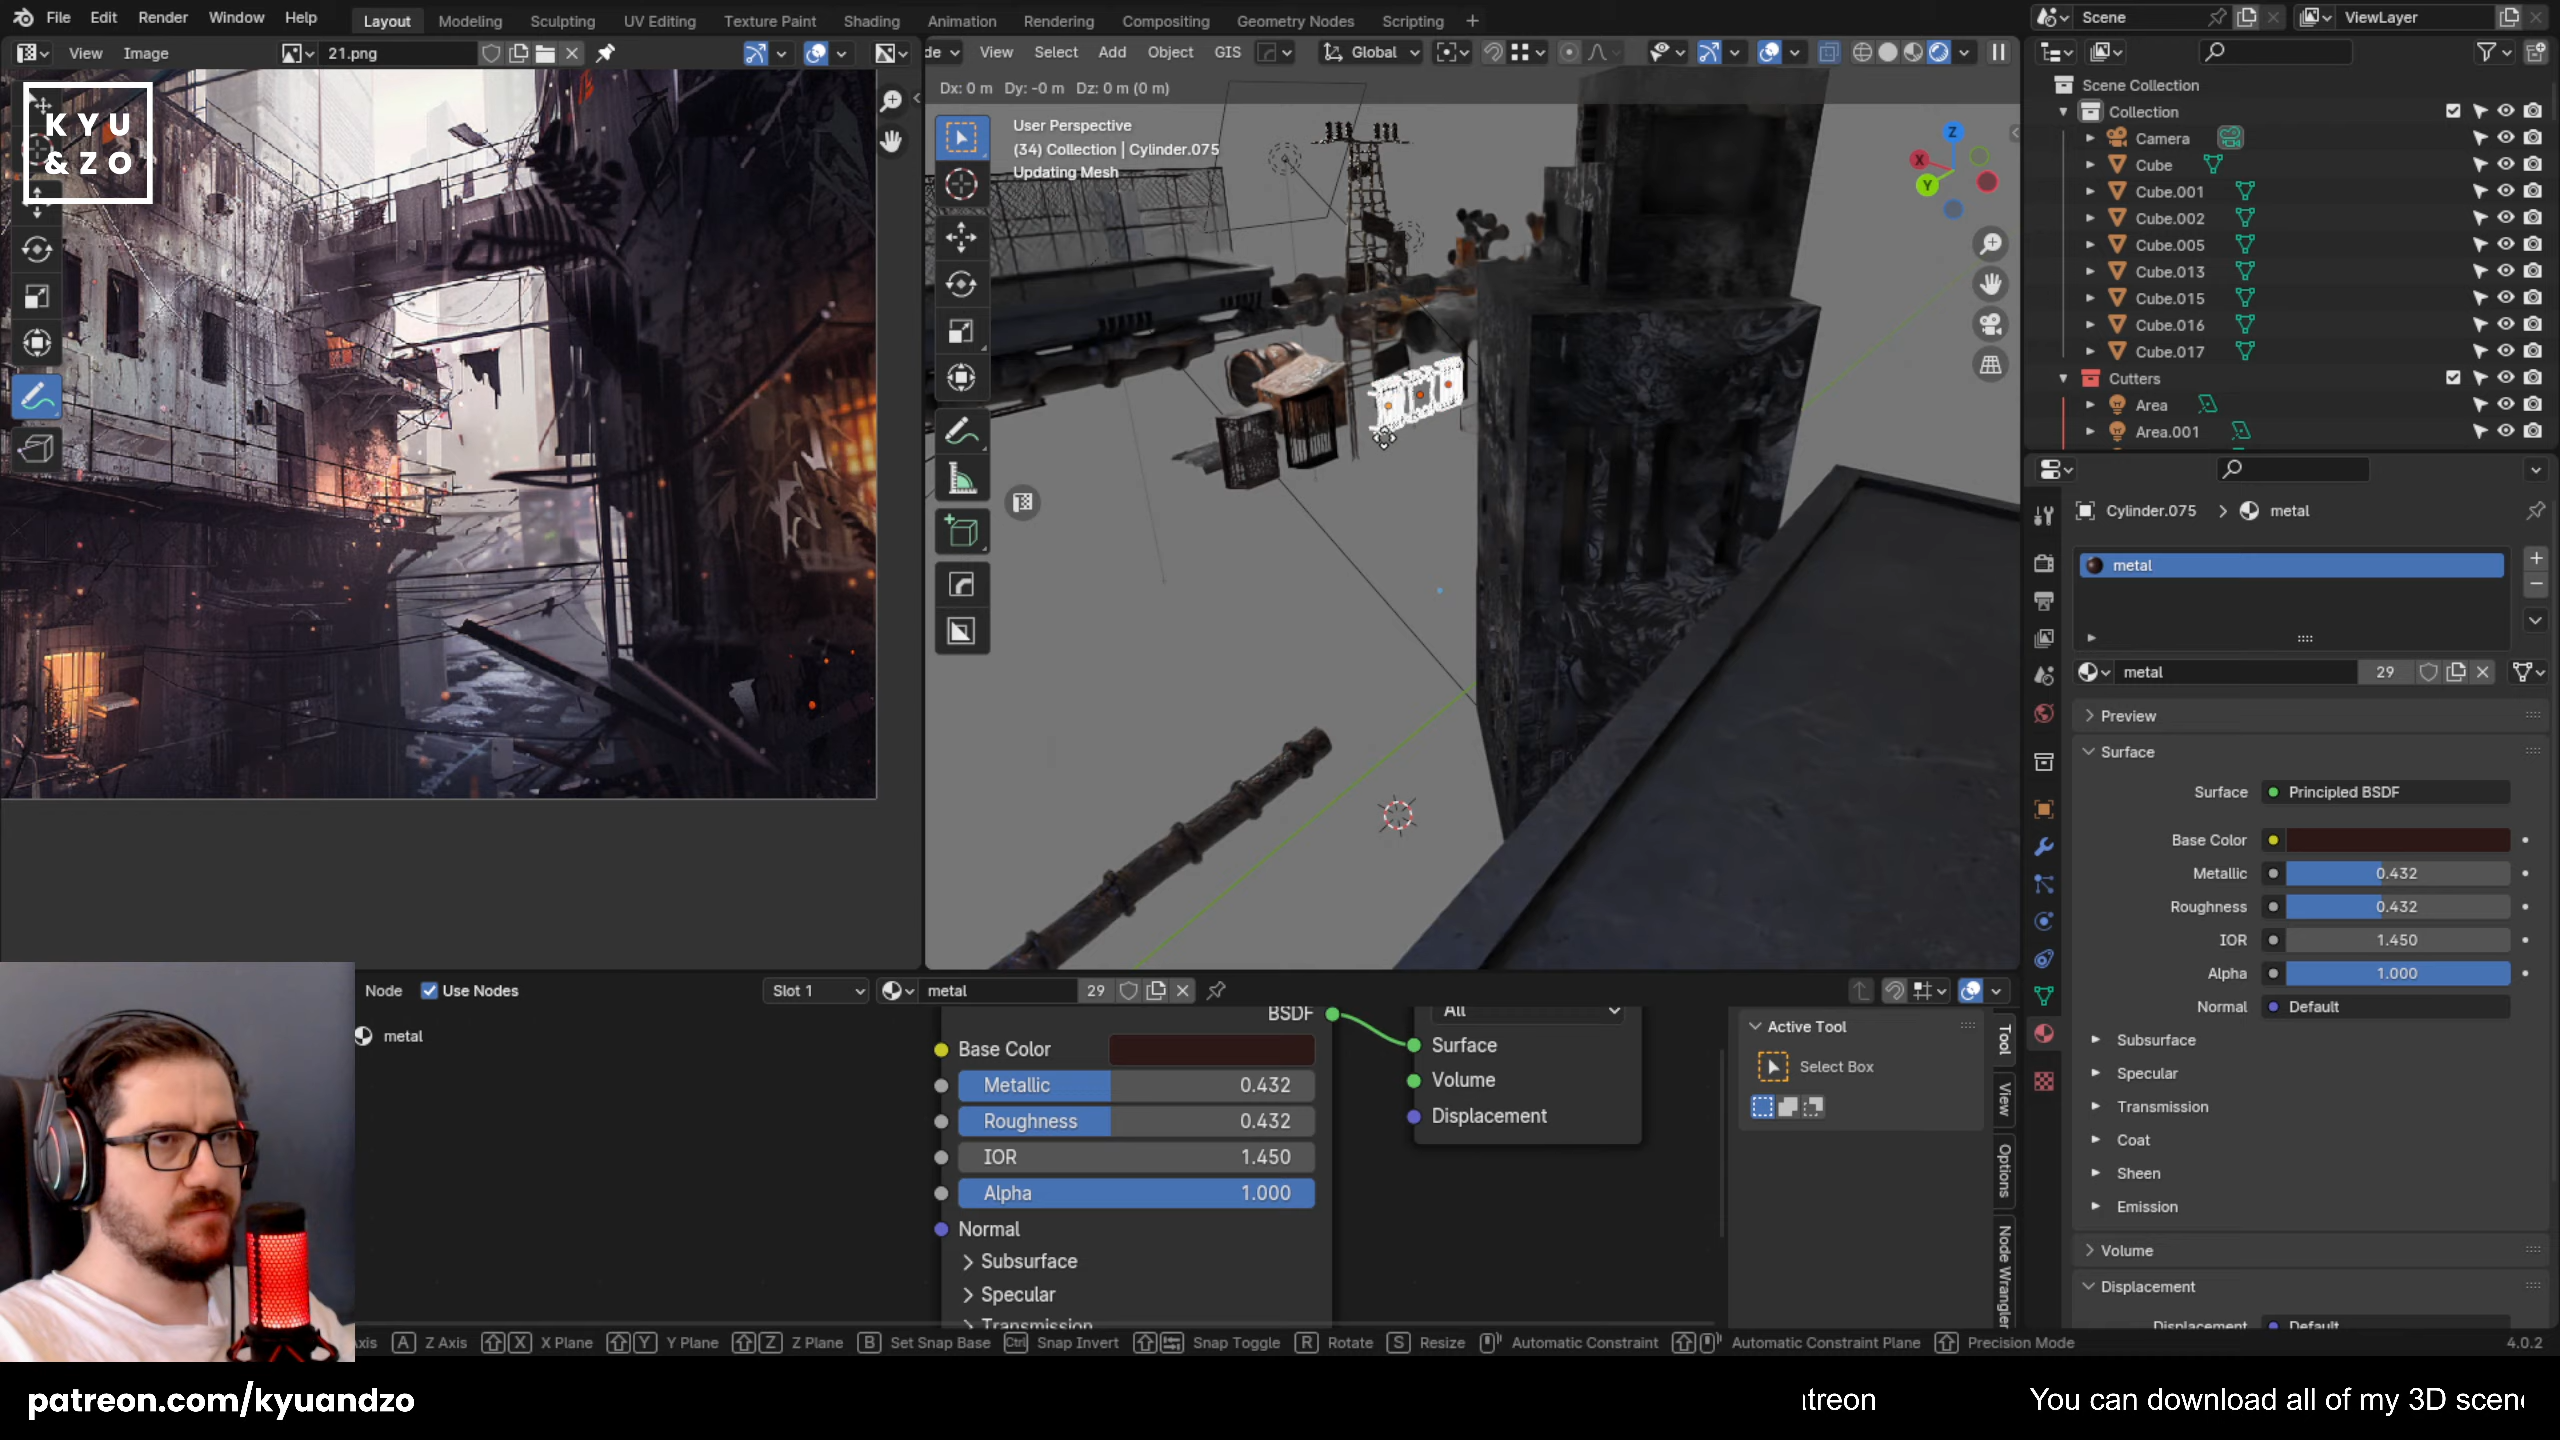 File Edit Render Window Help
Layout Modeling Sculpting UV Editing Texture Paint Shading Animation Rendering Compositing Geometry Nodes Scripting
Scene ViewLayer
View Image 21.png
de View Select Add Object GIS Global
KYU
&ZO
Dx: 0 m Dy: -0 m Dz: 0 m (0 m)
User Perspective
(34) Collection | Cylinder.075
Updating Mesh
X Y Z
Scene Collection
Collection
Camera
Cube
Cube.001
Cube.002
Cube.005
Cube.013
Cube.015
Cube.016
Cube.017
Cutters
Area
Area.001
Cylinder.075 metal
metal
metal 29
Preview
Surface
Surface Principled BSDF
Base Color
Metallic 0.432
Roughness 0.432
IOR 1.450
Alpha 1.000
Normal Default
Subsurface
Specular
Transmission
Coat
Sheen
Emission
Volume
Displacement
Displacement Default
Node Use Nodes Slot 1 metal 29
metal
BSDF
Base Color
Metallic 0.432
Roughness 0.432
IOR 1.450
Alpha 1.000
Normal
Subsurface
Specular
Transmission
All
Surface
Volume
Displacement
Active Tool
Select Box
Tool
View
Options
Node Wrangler
xis A Z Axis X X Plane Y Y Plane Z Z Plane B Set Snap Base Ctrl Snap Invert Snap Toggle R Rotate S Resize Automatic Constraint Automatic Constraint Plane Precision Mode 4.0.2
patreon.com/kyuandzo
atreon You can download all of my 3D scen